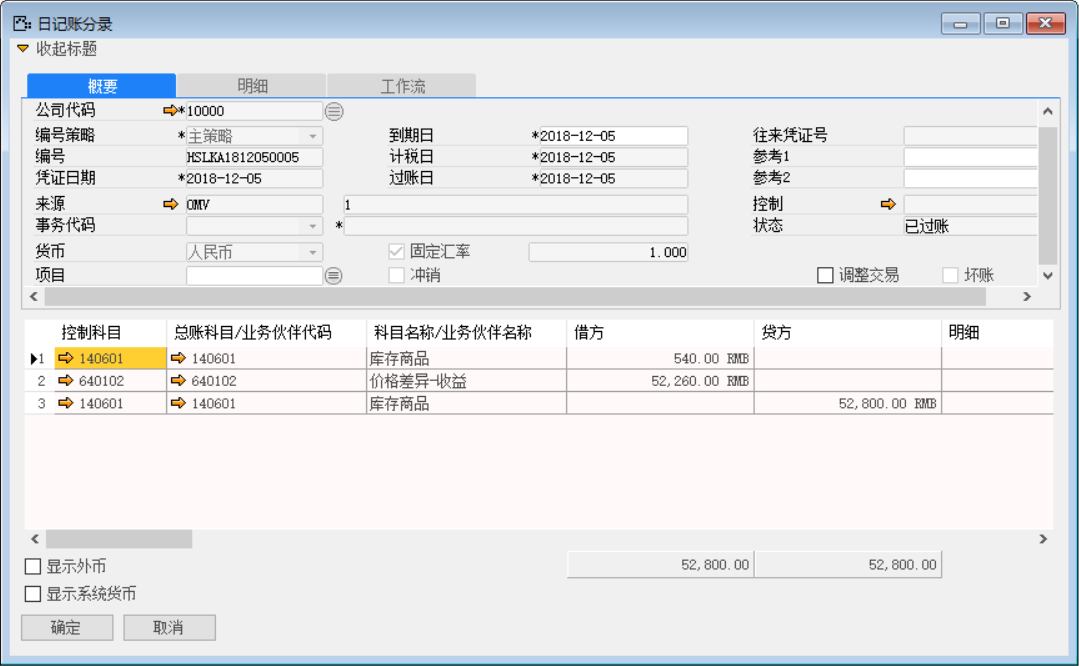 日记账分录
收起标题
概要 明细 工作流
公司代码 *10000
编号策略 *主策略 到期日 *2018-12-05 往来凭证号
编号 HSLKA1812050005 计税日 *2018-12-05 参考1
凭证日期 *2018-12-05 过账日 *2018-12-05 参考2
来源 OMV 1 控制
事务代码 * 状态 已过账
货币 人民币 固定汇率 1.000
项目 冲销 调整交易 坏账
控制科目 总账科目/业务伙伴代码 科目名称/业务伙伴名称 借方 贷方 明细
1 140601 140601 库存商品 540.00 RMB
2 640102 640102 价格差异-收益 52,260.00 RMB
3 140601 140601 库存商品 52,800.00 RMB
显示外币 52,800.00 52,800.00
显示系统货币
确定 取消